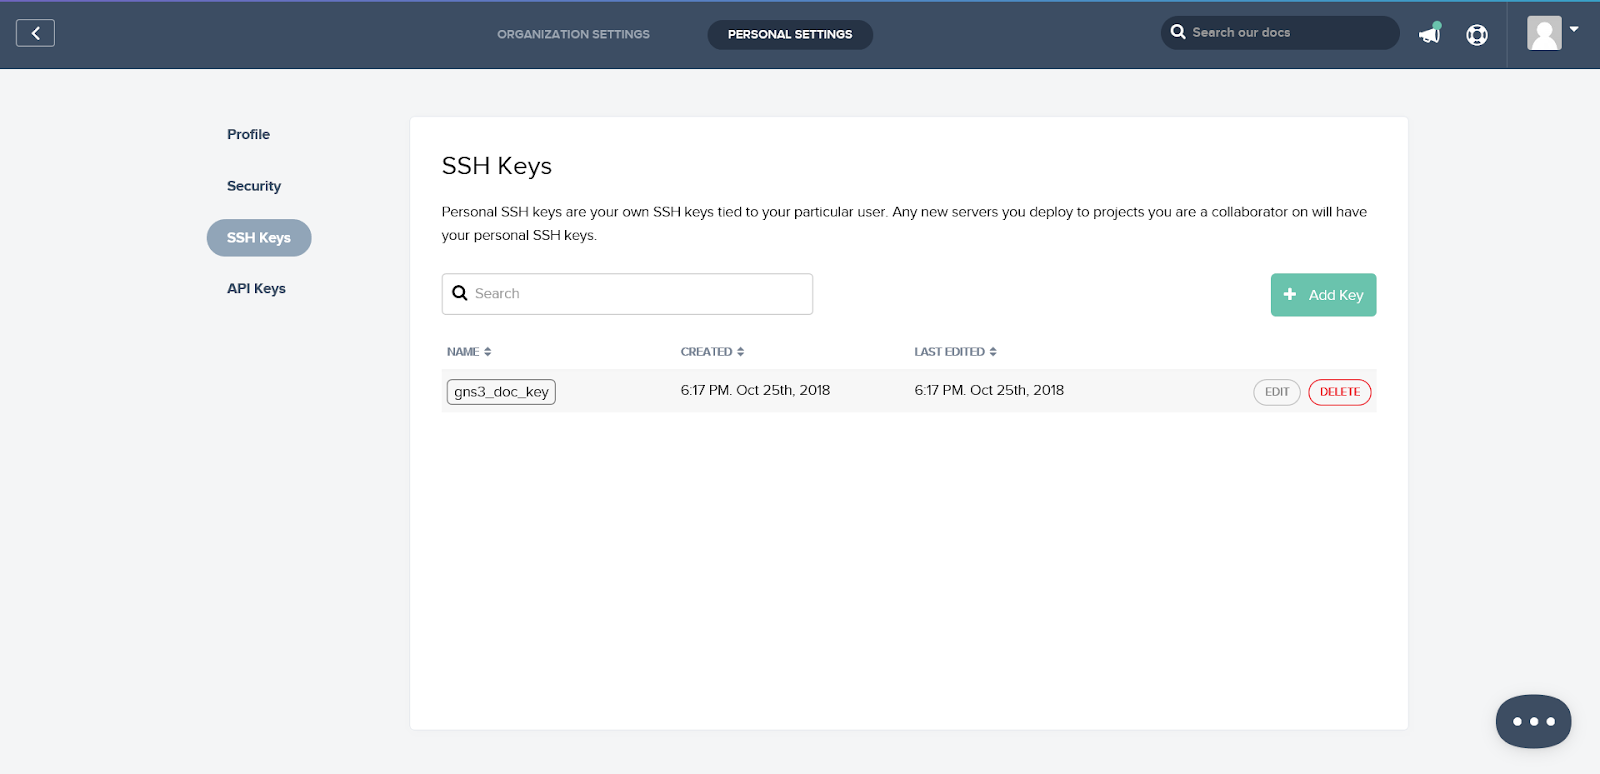 ORGANIZATION SETTINGS
PERSONAL SETTINGS
Search our docs
Profile
Security
SSH Keys
API Keys
SSH Keys
Personal SSH keys are your own SSH keys tied to your particular user. Any new servers you deploy to projects you are a collaborator on will have
your personal SSH keys.
Search
Add Key
NAME CREATED LAST EDITED
gns3_doc_key 6:17 PM. Oct 25th, 2018 6:17 PM. Oct 25th, 2018 EDIT DELETE